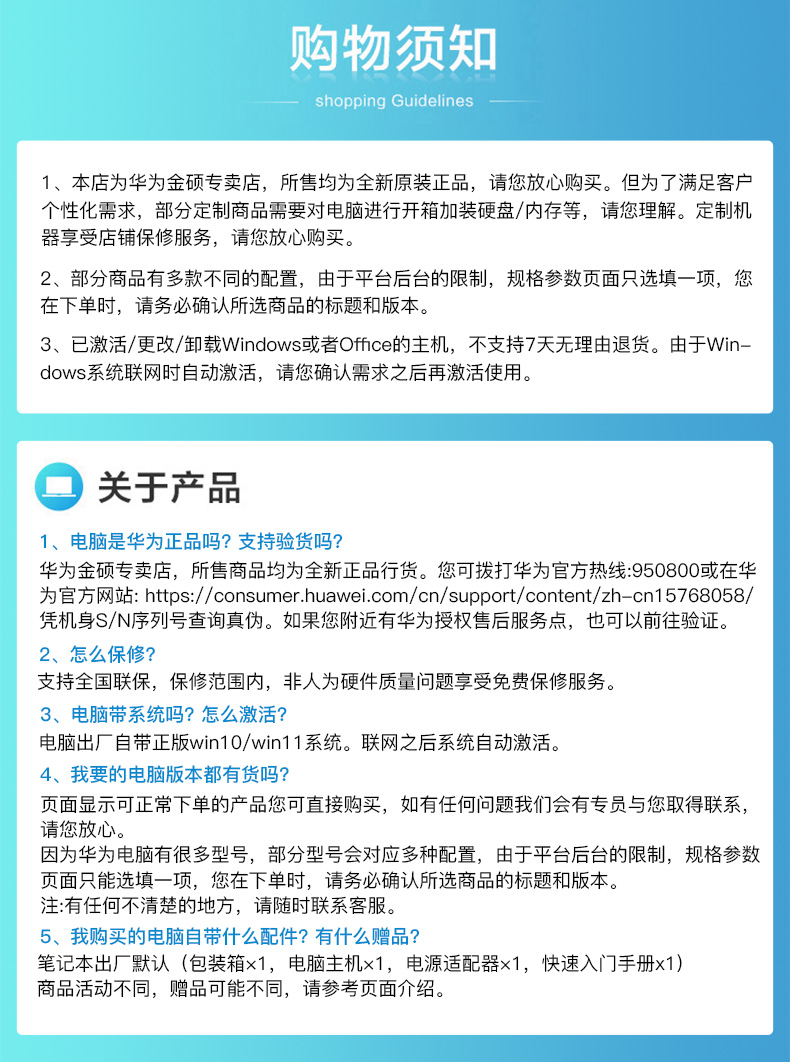 购物须知
shopping Guidelines
1、本店为华为金硕专卖店，所售均为全新原装正品，请您放心购买。但为了满足客户
个性化需求，部分定制商品需要对电脑进行开箱加装硬盘/内存等，请您理解。定制机
器享受店铺保修服务，请您放心购买。
2、部分商品有多款不同的配置，由于平台后台的限制，规格参数页面只选填一项，您
在下单时，请务必确认所选商品的标题和版本。
3、已激活/更改/卸载Windows或者Office的主机，不支持7天无理由退货。由于Win-
dows系统联网时自动激活，请您确认需求之后再激活使用。
关于产品
1、电脑是华为正品吗？支持验货吗？
华为金硕专卖店，所售商品均为全新正品行货。您可拨打华为官方热线:950800或在华
为官方网站: https://consumer.huawei.com/cn/support/content/zh-cn15768058/
凭机身S/N序列号查询真伪。如果您附近有华为授权售后服务点，也可以前往验证。
2、怎么保修？
支持全国联保，保修范围内，非人为硬件质量问题享受免费保修服务。
3、电脑带系统吗？怎么激活？
电脑出厂自带正版win10/win11系统。联网之后系统自动激活。
4、我要的电脑版本都有货吗？
页面显示可正常下单的产品您可直接购买，如有任何问题我们会有专员与您取得联系，
请您放心。
因为华为电脑有很多型号，部分型号会对应多种配置，由于平台后台的限制，规格参数
页面只能选填一项，您在下单时，请务必确认所选商品的标题和版本。
注:有任何不清楚的地方，请随时联系客服。
5、我购买的电脑自带什么配件？有什么赠品？
笔记本出厂默认（包装箱×1，电脑主机×1，电源适配器×1，快速入门手册x1）
商品活动不同，赠品可能不同，请参考页面介绍。